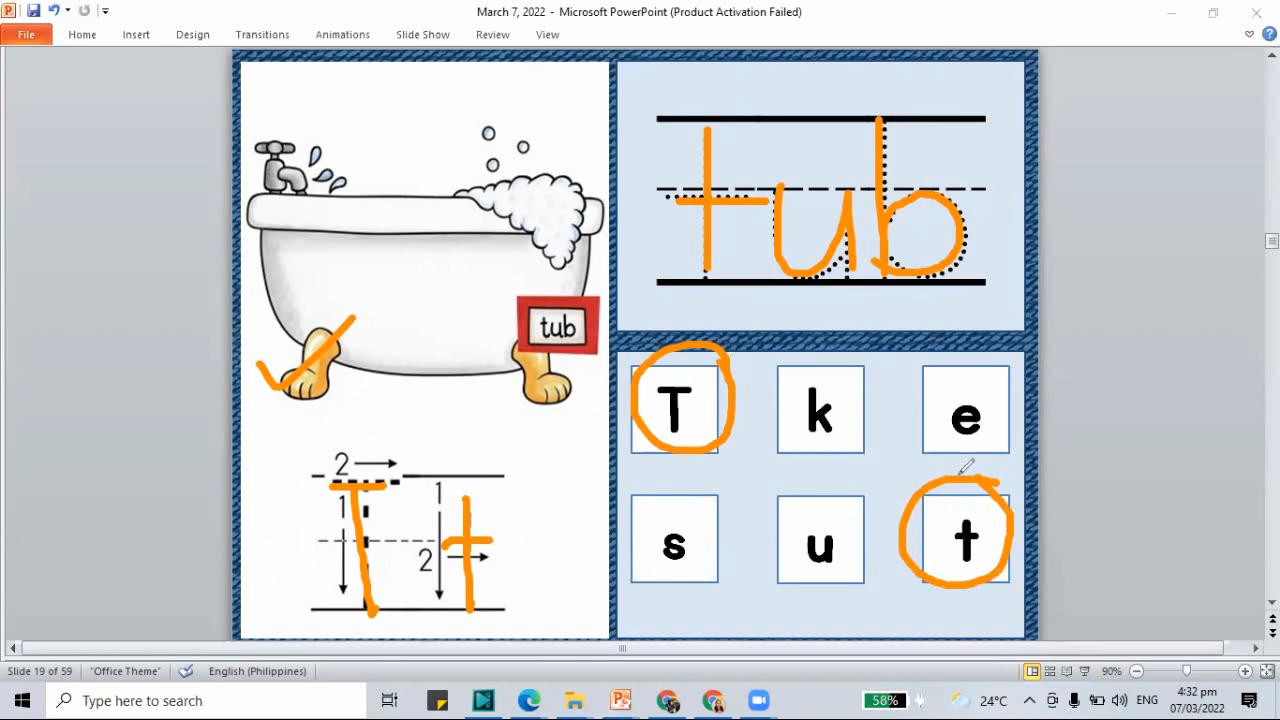 March 7, 2022 - Microsoft PowerPoint (Product Activation Failed)
File Home Insert Design Transitions Animations Slide Show Review View
tub
tub
2
1 T 1 t
2
T k e
s u t
Slide 19 of 59 "Office Theme" English (Philippines) 90%
Type here to search 58% 24°C ENG 4:32 pm
07/03/2022